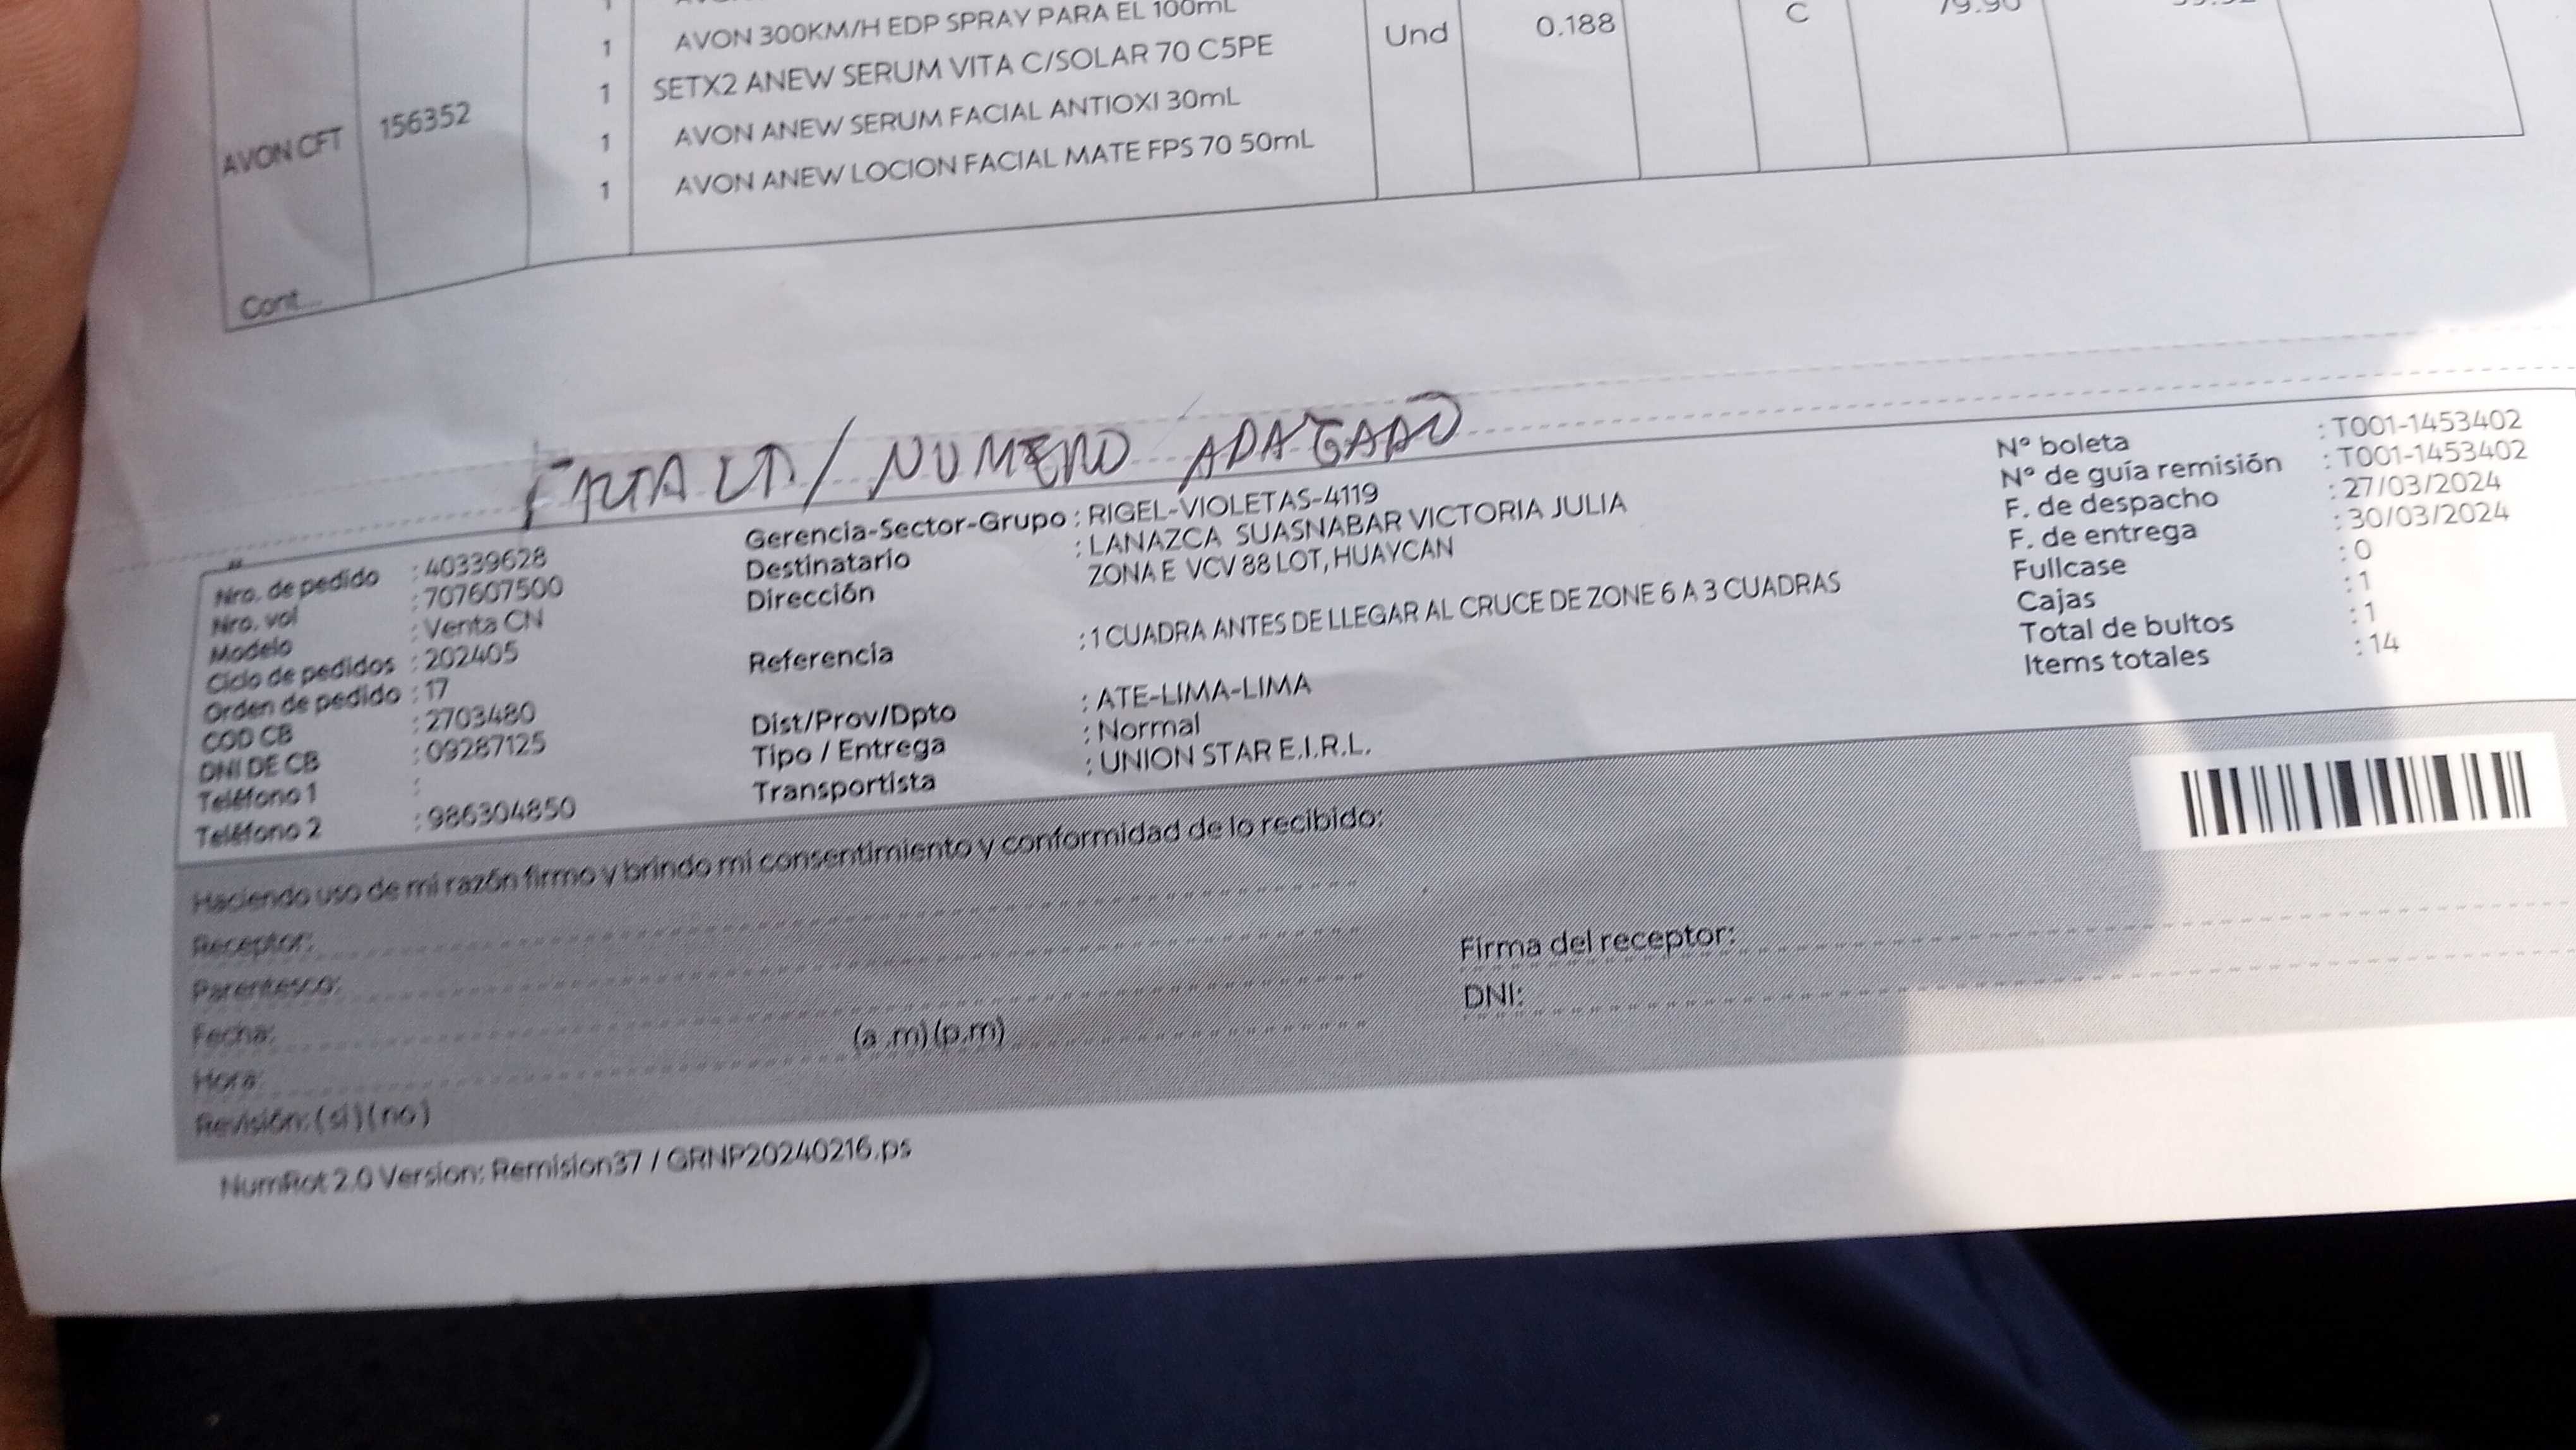 AVON 300KM/H EDP SPRAY PARA EL 100mL
1 SETX2 ANEW SERUM VITA C/SOLAR 70 C5PE Und 0.188 C 79.90
1 AVON ANEW SERUM FACIAL ANTIOXI 30mL
1 AVON ANEW LOCION FACIAL MATE FPS 70 50mL
1
1
AVON CFT 156352
Cont...
FALTA LT / NUMERO APAGADO
Nro. de pedido : 40339628
Nro. vol : 707607500
Modelo : Venta CN
Ciclo de pedidos : 202405
Orden de pedido : 17
COD CB : 2703480
DNI DE CB : 09287125
Teléfono 1 :
Teléfono 2 : 986304850
Gerencia-Sector-Grupo : RIGEL-VIOLETAS-4119
Destinatario : LANAZCA SUASNABAR VICTORIA JULIA
Dirección ZONA E VCV 88 LOT, HUAYCAN
Referencia : 1 CUADRA ANTES DE LLEGAR AL CRUCE DE ZONE 6 A 3 CUADRAS
Dist/Prov/Dpto : ATE-LIMA-LIMA
Tipo / Entrega : Normal
Transportista : UNION STAR E.I.R.L.
N° boleta : T001-1453402
N° de guía remisión : T001-1453402
F. de despacho : 27/03/2024
F. de entrega : 30/03/2024
Fullcase : 0
Cajas : 1
Total de bultos : 1
Items totales : 14
Haciendo uso de mi razón firmo y brindo mi consentimiento y conformidad de lo recibido:
Receptor:
Parentesco:
Fecha:
Hora: (a .m) (p.m)
Revisión: (si) (no)
Firma del receptor:
DNI:
NumRot 2.0 Version: Remision37 / GRNP20240216.ps